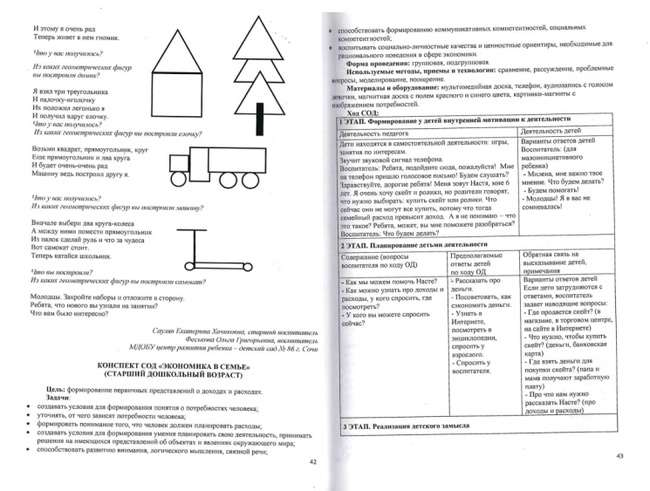 И этому я очень рад
Теперь живет в нем гномик.
Что у вас получилось?
Из каких геометрических фигур
вы построили домик?
Я взял три треугольника
И палочку-иголочку
Их положил легонько я
И получил вдруг елочку.
Что у вас получилось?
Из каких геометрических фигур вы построили елочку?
Возьми квадрат, прямоугольник, круг
Еще прямоугольник и два круга
И будет очень-очень рад
Машину ведь построил друг я.
Что у вас получилось?
Из каких геометрических фигур вы построили машину?
Вначале выбери два круга-колеса
А между ними помести прямоугольник
Из палок сделай руль и что за чудеса
Вот самокат стоит.
Теперь катайся школьник.
Что вы построили?
Из каких геометрических фигур вы построили самокат?
Молодцы. Закройте наборы и отложите в сторону.
Ребята, что нового вы узнали на занятии?
Что вам было интересно?
Екатерина старший воспитатель
Ольга Григорьевна, воспитатель
МДОБУ центр развития ребенка – детский сад № 86 г. Сочи
КОНСПЕКТ СОД «ЭКОНОМИКА В СЕМЬЕ»
(СТАРШИЙ ДОШКОЛЬНЫЙ ВОЗРАСТ)
Цель: формирование первичных представлений о доходах и расходах.
Задачи:
• создавать условия для формирования понятия о потребностях человека;
• уточнять, от чего зависят потребности человека;
• формировать понимание того, что человек должен планировать расходы;
• создавать условия для формирования умения планировать свою деятельность, принимать
решения на имеющихся представлений об объектах и явлениях окружающего мира;
• способствовать развитию внимания, логического мышления, связной речи;
42
• способствовать формированию коммуникативных компетентностей, социальных
компетентностей;
• воспитывать социально-личностные качества и ценностные ориентиры, необходимые для
рационального поведения в сфере экономики.
Форма проведения: групповая, подгрупповая
Используемые методы, приемы и технологии: сравнение, рассуждение, проблемные
вопросы, моделирование, поощрение.
Материалы и оборудование: мультимедийная доска, телефон, аудиозапись с голосом
девочки, магнитная доска с полем красного и синего цвета, картинки-магниты с
изображением потребностей.
Ход СОД:
1 ЭТАП. Формирование у детей внутренней мотивации к деятельности
Деятельность педагога
Деятельность детей
Дети находятся в самостоятельной деятельности: игры,
занятия по интересам.
Звучит звуковой сигнал телефона.
Воспитатель: Ребята, подойдите сюда, пожалуйста! Мне
на телефон пришло голосовое письмо! Будем слушать?
Здравствуйте, дорогие ребята! Меня зовут Настя, мне 6
лет. Я очень хочу скейт и ролики, но родители говорят,
что нужно выбирать: купить скейт или ролики. Что
сейчас они не могут все купить, потому что тогда
семейный расход превысит доход. А я не понимаю – что
это такое? Ребята, может, вы мне поможете разобраться?
Воспитатель: Что будем делать?
Варианты ответов детей
Воспитатель: (для
малоинициативного
ребенка)
- Милена, мне важно твое
мнение. Что будем делать?
- Будем помогать!
- Молодцы! Я в вас не
сомневалась!
2 ЭТАП. Планирование детьми деятельности
Содержание (вопросы
воспитателя по ходу ОД)
Предполагаемые
ответы детей
по ходу ОД
Обратная связь на
высказывание детей,
примечания
- Как мы можем помочь Насте?
- Как можно узнать про доходы и
расходы, у кого спросить, где
посмотреть?
- У кого вы можете спросить
сейчас?
- Рассказать про
деньги.
- Посоветовать, как
сэкономить деньги.
- Узнать в
Интернете,
посмотреть в
энциклопедии,
спросить у
взрослого.
- Спросить у
воспитателя.
Варианты ответов детей
Если дети затрудняются с
ответами, воспитатель
задает наводящие вопросы:
- Где продается скейт? (в
магазине, в торговом центре,
на сайте в Интернете)
- Что нужно, чтобы купить
скейт? (деньги, банковская
карта)
- Где взять деньги для
покупки скейта? (папа и
мама получают заработную
плату)
- Про что нам нужно
рассказать Насте? (про
доходы и расходы)
3 ЭТАП. Реализация детского замысла
43